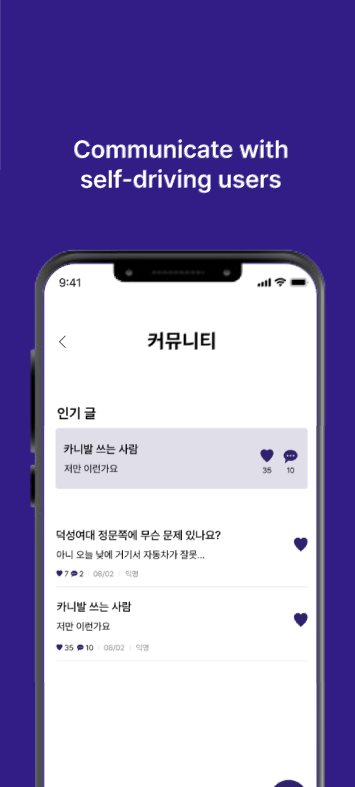 Communicate with
self-driving users
9:41
커뮤니티
인기 글
카니발 쓰는 사람
저만 이런가요
35 10
덕성여대 정문쪽에 무슨 문제 있나요?
아니 오늘 낮에 거기서 자동차가 잘못...
7 2 | 08/02 | 익명
카니발 쓰는 사람
저만 이런가요
35 10 | 08/02 | 익명